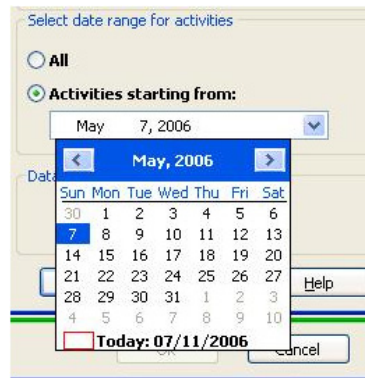 Select date range for activities
All
Activities starting from:
May 7, 2006
May, 2006
Data
Sun Mon Tue Wed Thu Fri Sat
30 1 2 3 4 5 6
7 8 9 10 11 12 13
14 15 16 17 18 19 20
21 22 23 24 25 26 27
Help
28 29 30 31 1 2 3
4 5 6 7 8 9 10
Today: 07/11/2006
OK
Cancel